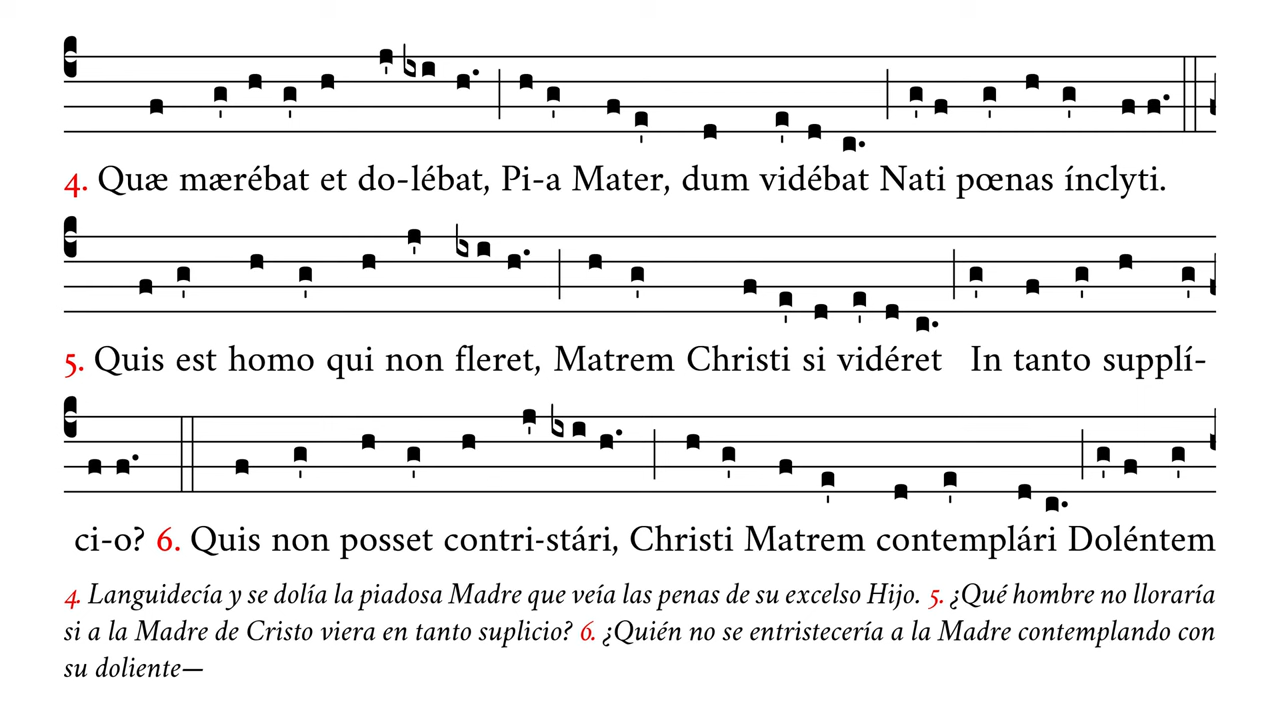 4. Quæ mærébat et do-lébat, Pi-a Mater, dum vidébat Nati pœnas ínclyti.
5. Quis est homo qui non fleret, Matrem Christi si vidéret In tanto supplí-
ci-o? 6. Quis non posset contri-stári, Christi Matrem contemplári Doléntem
4. Languidecía y se dolía la piadosa Madre que veía las penas de su excelso Hijo. 5. ¿Qué hombre no lloraría
si a la Madre de Cristo viera en tanto suplicio? 6. ¿Quién no se entristecería a la Madre contemplando con
su doliente—